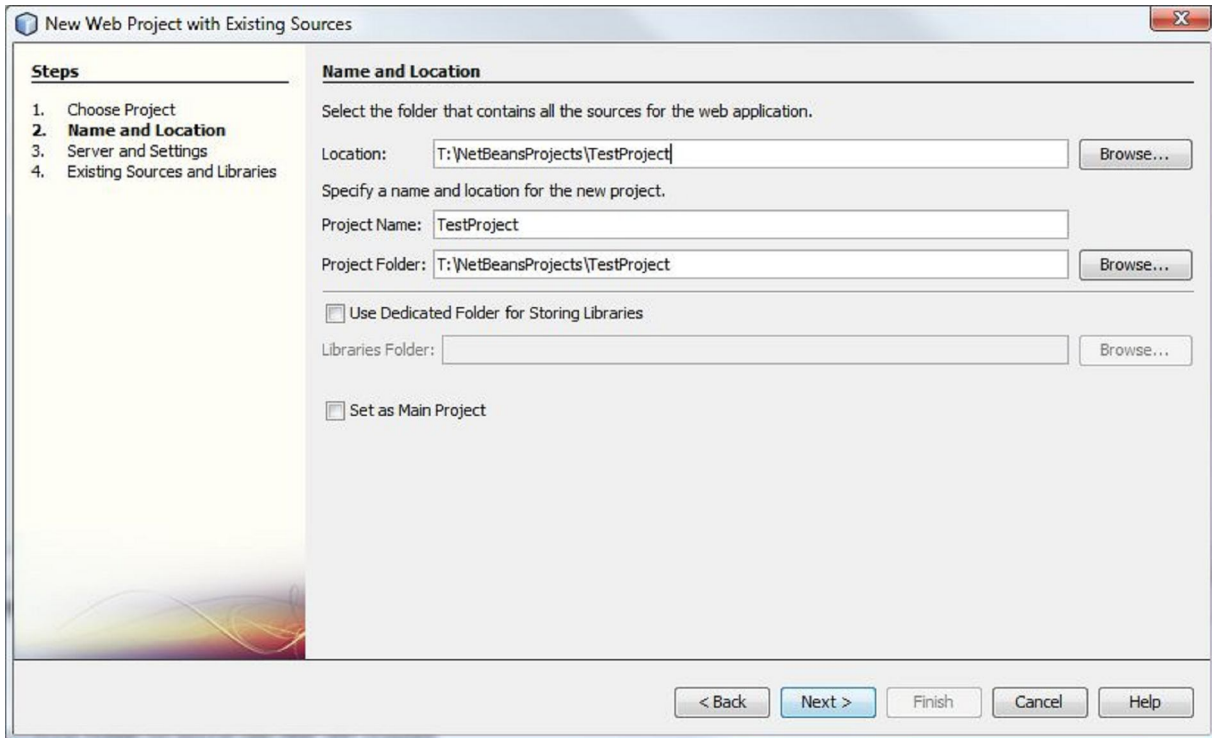 New Web Project with Existing Sources
Steps
1. Choose Project
2. Name and Location
3. Server and Settings
4. Existing Sources and Libraries
Name and Location
Select the folder that contains all the sources for the web application.
Location: T:\NetBeansProjects\TestProject Browse...
Specify a name and location for the new project.
Project Name: TestProject
Project Folder: T:\NetBeansProjects\TestProject Browse...
Use Dedicated Folder for Storing Libraries
Libraries Folder: Browse...
Set as Main Project
< Back Next > Finish Cancel Help